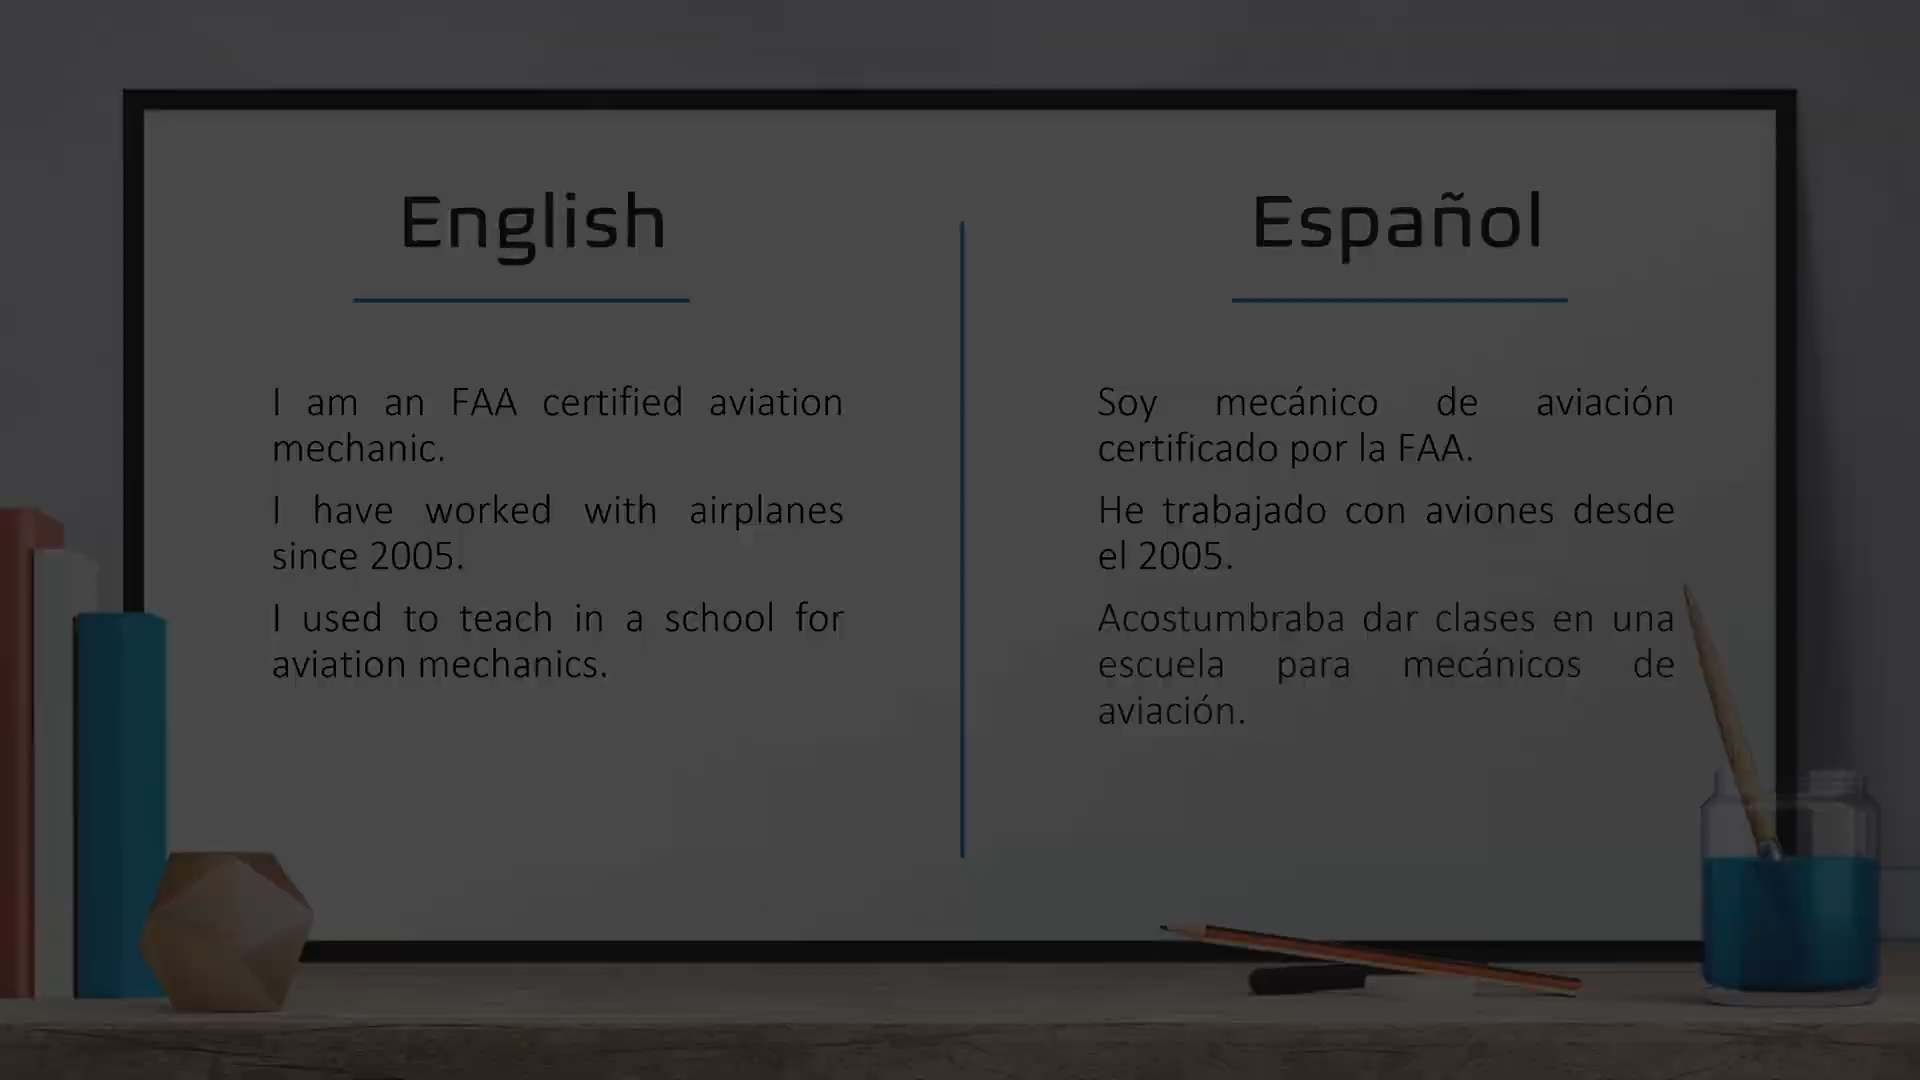 English
I am an FAA certified aviation
mechanic.
I have worked with airplanes
since 2005.
I used to teach in a school for
aviation mechanics.
Español
Soy mecánico de aviación
certificado por la FAA.
He trabajado con aviones desde
el 2005.
Acostumbraba dar clases en una
escuela para mecánicos de
aviación.